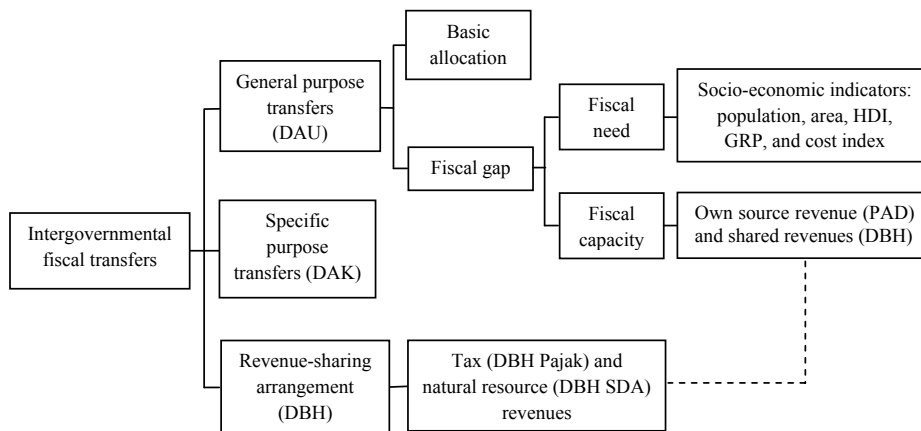 Basic
allocation
General purpose
transfers
(DAU)
Fiscal
need
Socio-economic indicators:
population, area, HDI,
GRP, and cost index
Fiscal gap
Intergovernmental
fiscal transfers
Specific
purpose
transfers (DAK)
Fiscal
capacity
Own source revenue (PAD)
and shared revenues (DBH)
Revenue-sharing
arrangement
(DBH)
Tax (DBH Pajak) and
natural resource (DBH SDA)
revenues